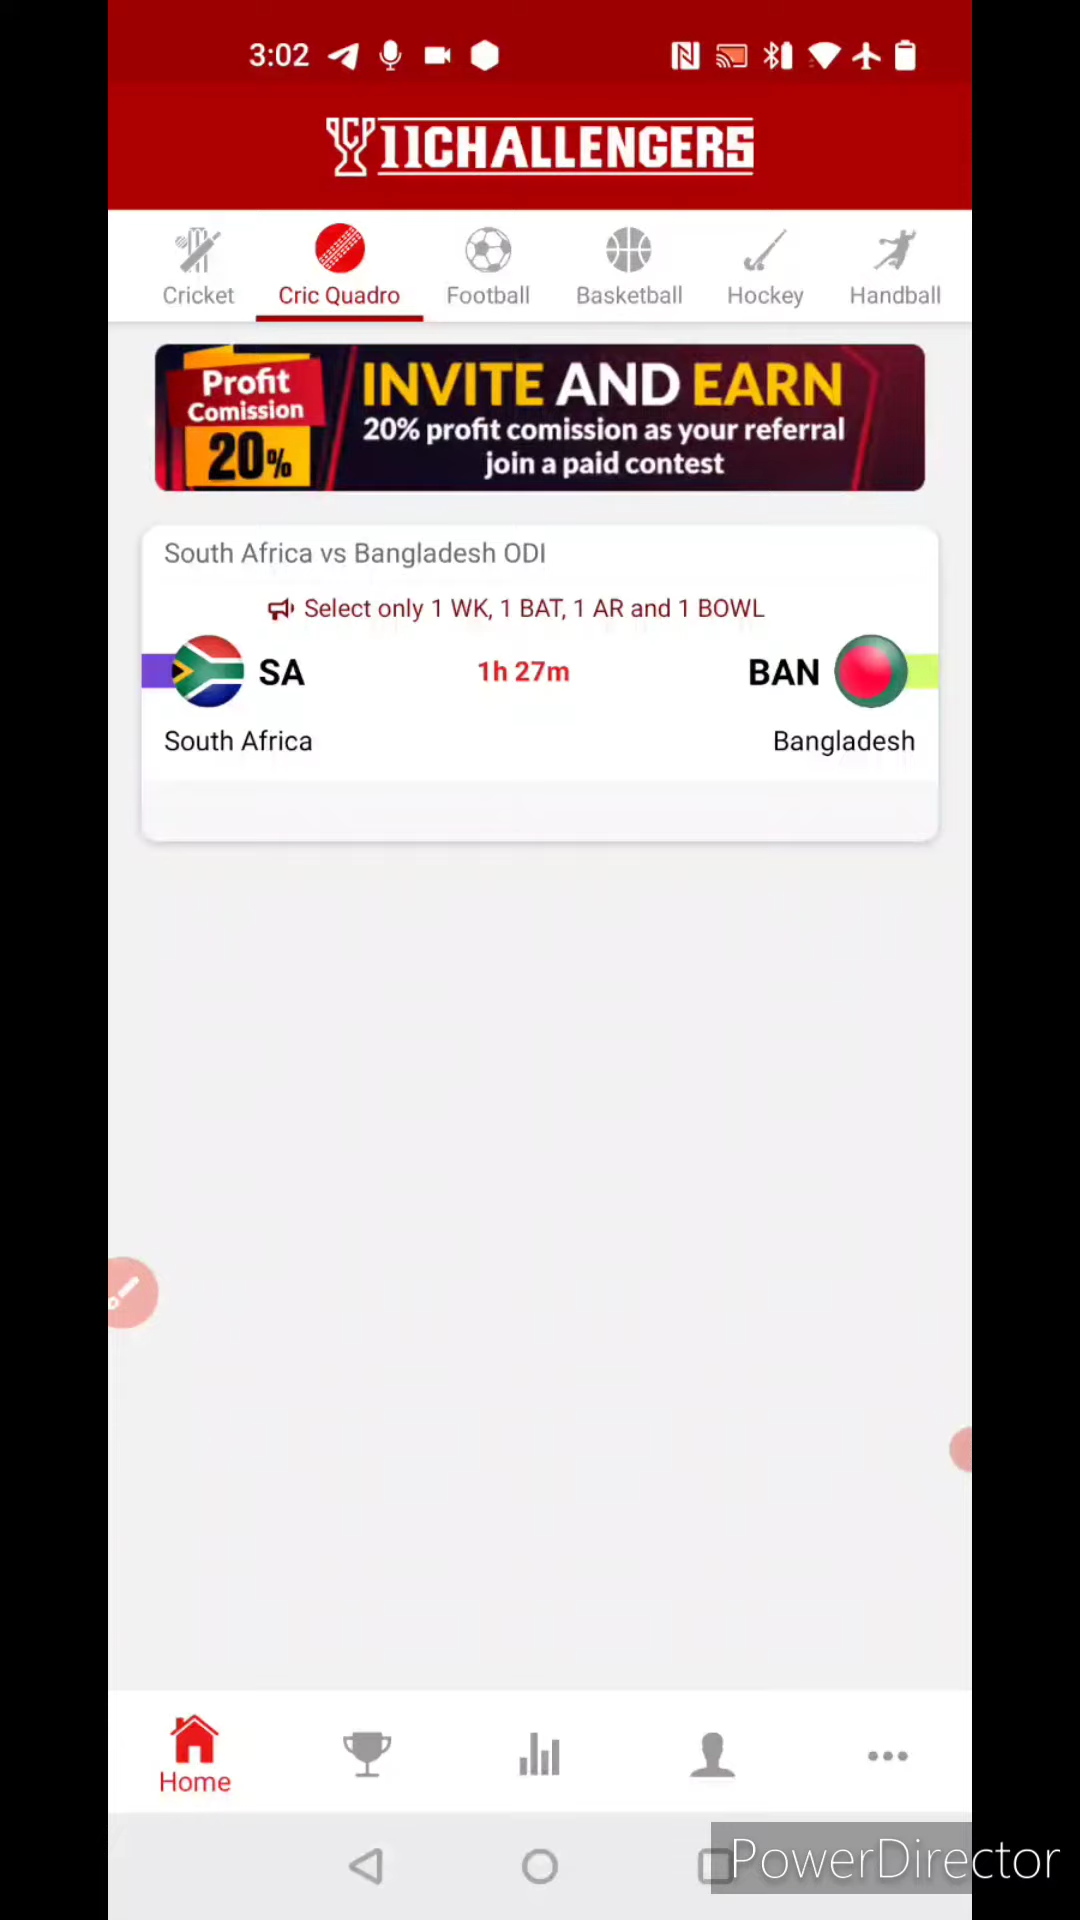 3:02
11CHALLENGERS
Cricket
Cric Quadro
Football
Basketball
Hockey
Handball
Profit
Comission
20%
INVITE AND EARN
20% profit comission as your referral
join a paid contest
South Africa vs Bangladesh ODI
Select only 1 WK, 1 BAT, 1 AR and 1 BOWL
SA
1h 27m
BAN
South Africa
Bangladesh
Home
PowerDirector